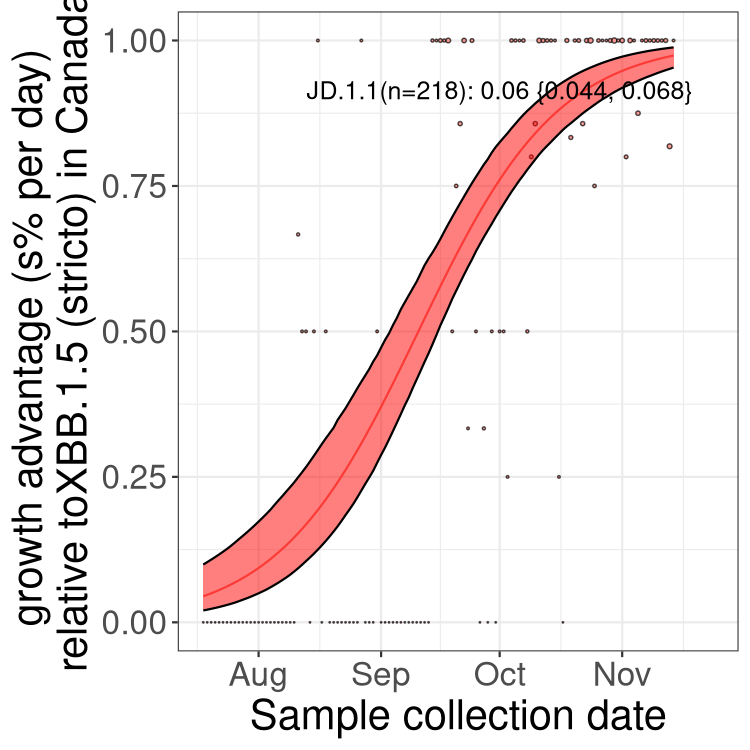 growth advantage (s% per day)
relative toXBB.1.5 (stricto) in Canada
1.00
0.75
0.50
0.25
0.00
JD.1.1(n=218): 0.06 {0.044, 0.068}
Aug Sep Oct Nov
Sample collection date